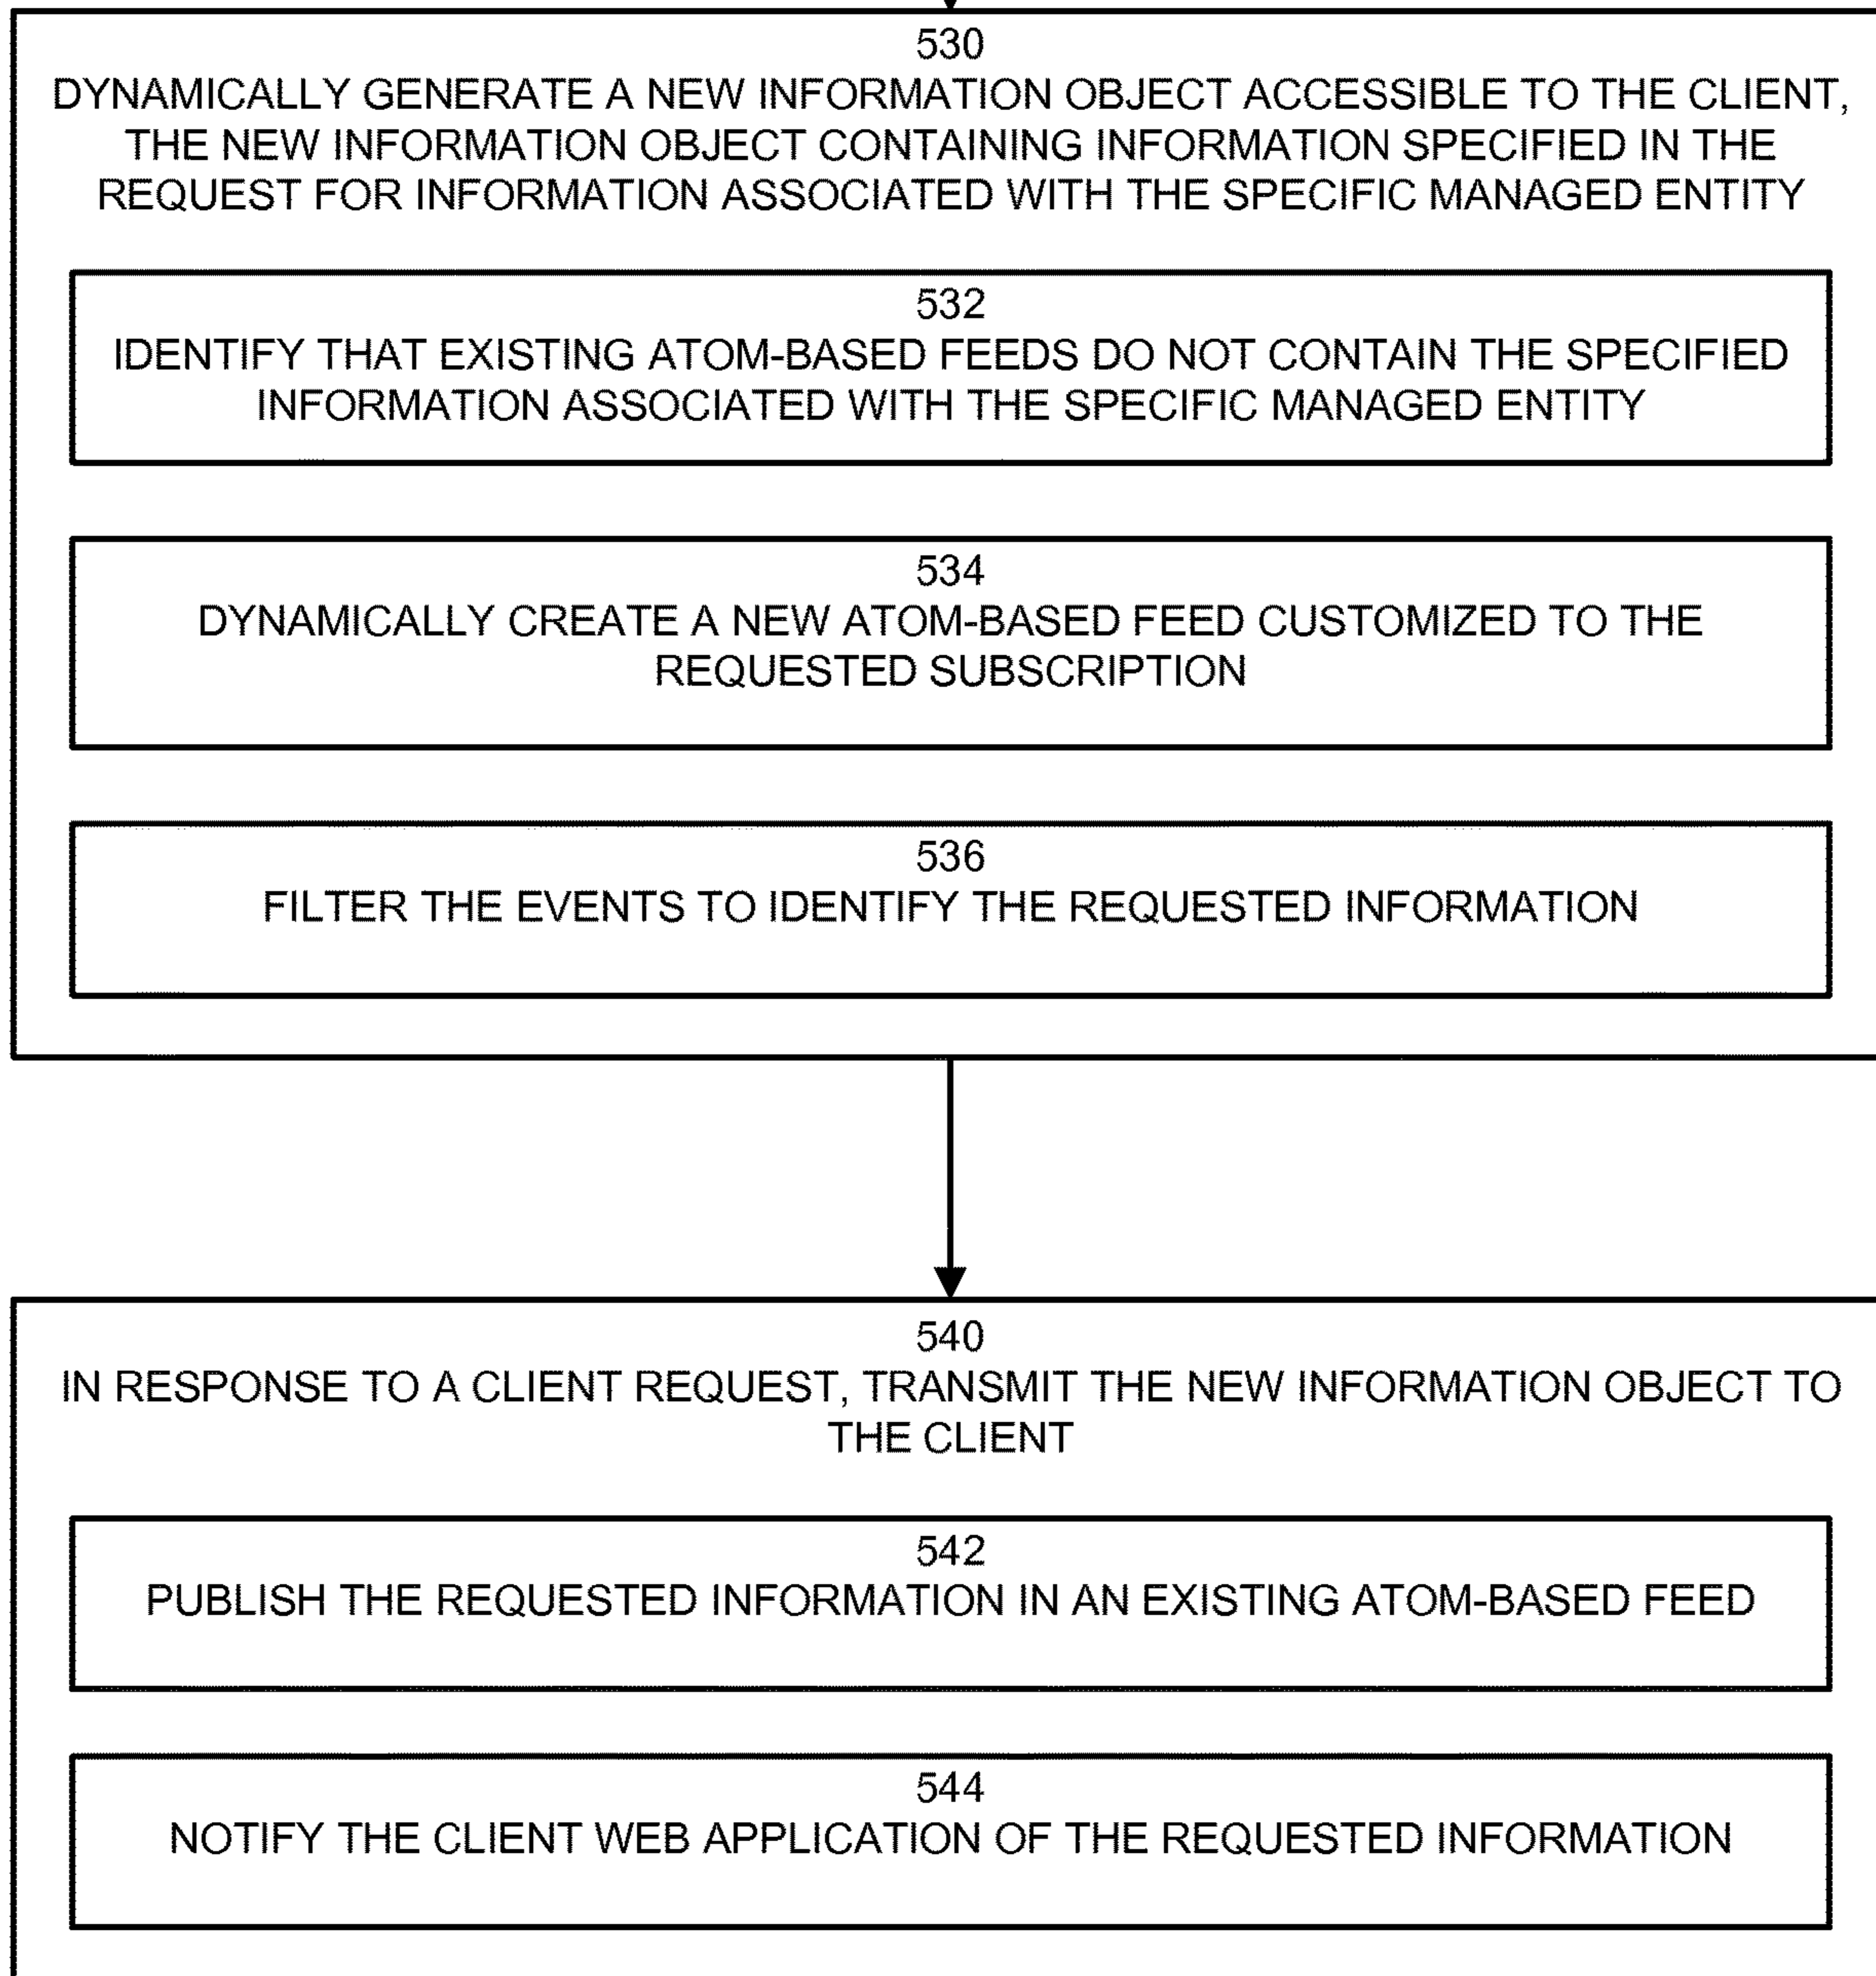 530
DYNAMICALLY GENERATE A NEW INFORMATION OBJECT ACCESSIBLE TO THE CLIENT,
THE NEW INFORMATION OBJECT CONTAINING INFORMATION SPECIFIED IN THE
REQUEST FOR INFORMATION ASSOCIATED WITH THE SPECIFIC MANAGED ENTITY
532
IDENTIFY THAT EXISTING ATOM-BASED FEEDS DO NOT CONTAIN THE SPECIFIED
INFORMATION ASSOCIATED WITH THE SPECIFIC MANAGED ENTITY
534
DYNAMICALLY CREATE A NEW ATOM-BASED FEED CUSTOMIZED TO THE
REQUESTED SUBSCRIPTION
536
FILTER THE EVENTS TO IDENTIFY THE REQUESTED INFORMATION
540
IN RESPONSE TO A CLIENT REQUEST, TRANSMIT THE NEW INFORMATION OBJECT TO
THE CLIENT
542
PUBLISH THE REQUESTED INFORMATION IN AN EXISTING ATOM-BASED FEED
544
NOTIFY THE CLIENT WEB APPLICATION OF THE REQUESTED INFORMATION